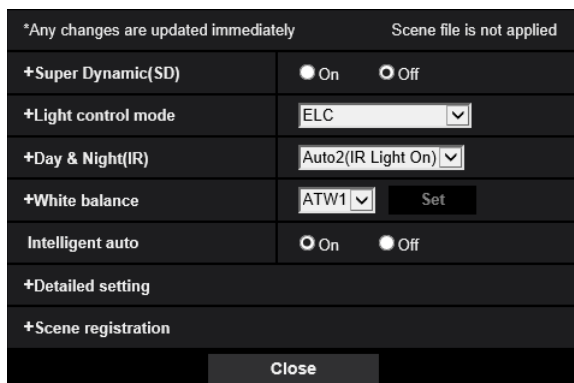 *Any changes are updated immediately Scene file is not applied
+Super Dynamic(SD) On Off
+Light control mode ELC
+Day & Night(IR) Auto2(IR Light On)
+White balance ATW1 Set
Intelligent auto On Off
+Detailed setting
+Scene registration
Close